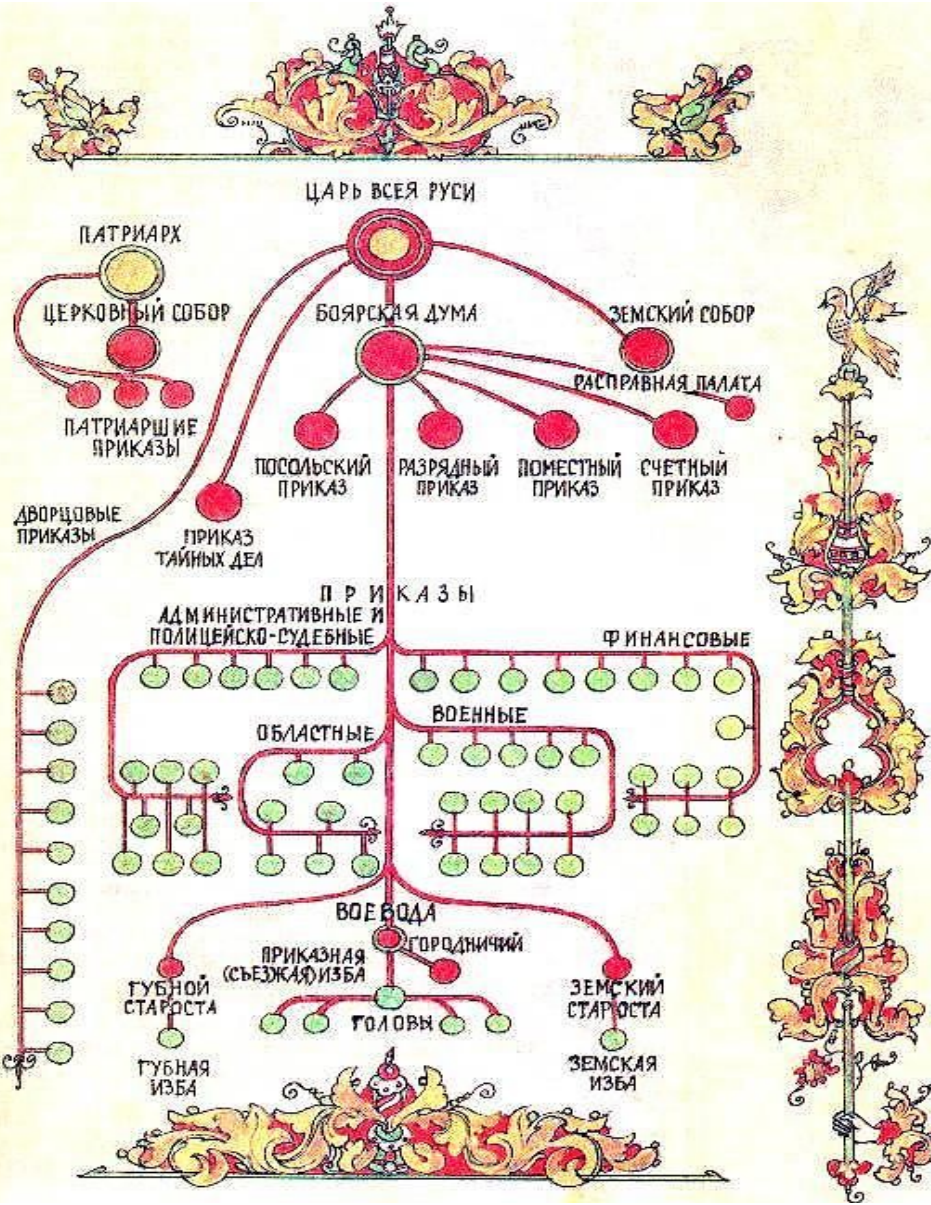 ЦАРЬ ВСЕЯ РУСИ
ПАТРИАРХ
ЦЕРКОВНЫЙ СОБОР
БОЯРСКАЯ ДУМА
ЗЕМСКИЙ СОБОР
РАСПРАВНАЯ ПАЛАТА
ПАТРИАРШИЕ
ПРИКАЗЫ
ПОСОЛЬСКИЙ
ПРИКАЗ
РАЗРЯДНЫЙ
ПРИКАЗ
ПОМЕСТНЫЙ
ПРИКАЗ
СЧЕТНЫЙ
ПРИКАЗ
ДВОРЦОВЫЕ
ПРИКАЗЫ
ПРИКАЗ
ТАЙНЫХ ДЕЛ
ПРИКАЗЫ
АДМИНИСТРАТИВНЫЕ И
ПОЛИЦЕЙСКО-СУДЕБНЫЕ
ФИНАНСОВЫЕ
ОБЛАСТНЫЕ
ВОЕННЫЕ
ВОЕВОДА
ГОРОДНИЧИЙ
ПРИКАЗНАЯ
(СЪЕЗЖАЯ) ИЗБА
ГУБНОЙ
СТАРОСТА
ГОЛОВЫ
ЗЕМСКИЙ
СТАРОСТА
ГУБНАЯ
ИЗБА
ЗЕМСКАЯ
ИЗБА